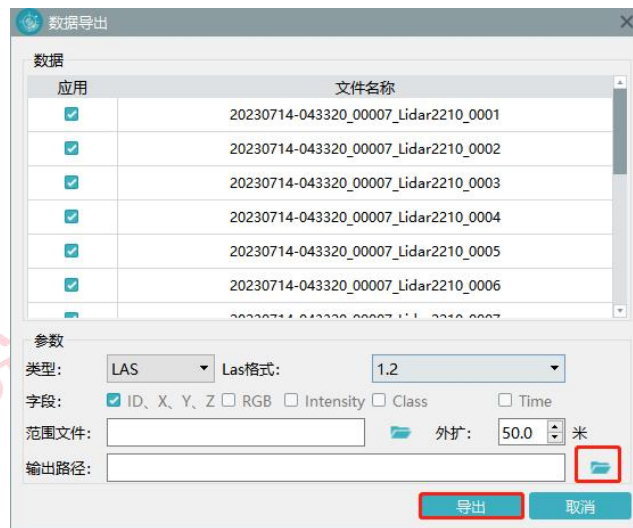 数据导出
数据
应用 文件名称
20230714-043320_00007_Lidar2210_0001
20230714-043320_00007_Lidar2210_0002
20230714-043320_00007_Lidar2210_0003
20230714-043320_00007_Lidar2210_0004
20230714-043320_00007_Lidar2210_0005
20230714-043320_00007_Lidar2210_0006
参数
类型: LAS Las格式: 1.2
字段: ID、X、Y、Z RGB Intensity Class Time
范围文件: 外扩: 50.0 米
输出路径:
导出 取消